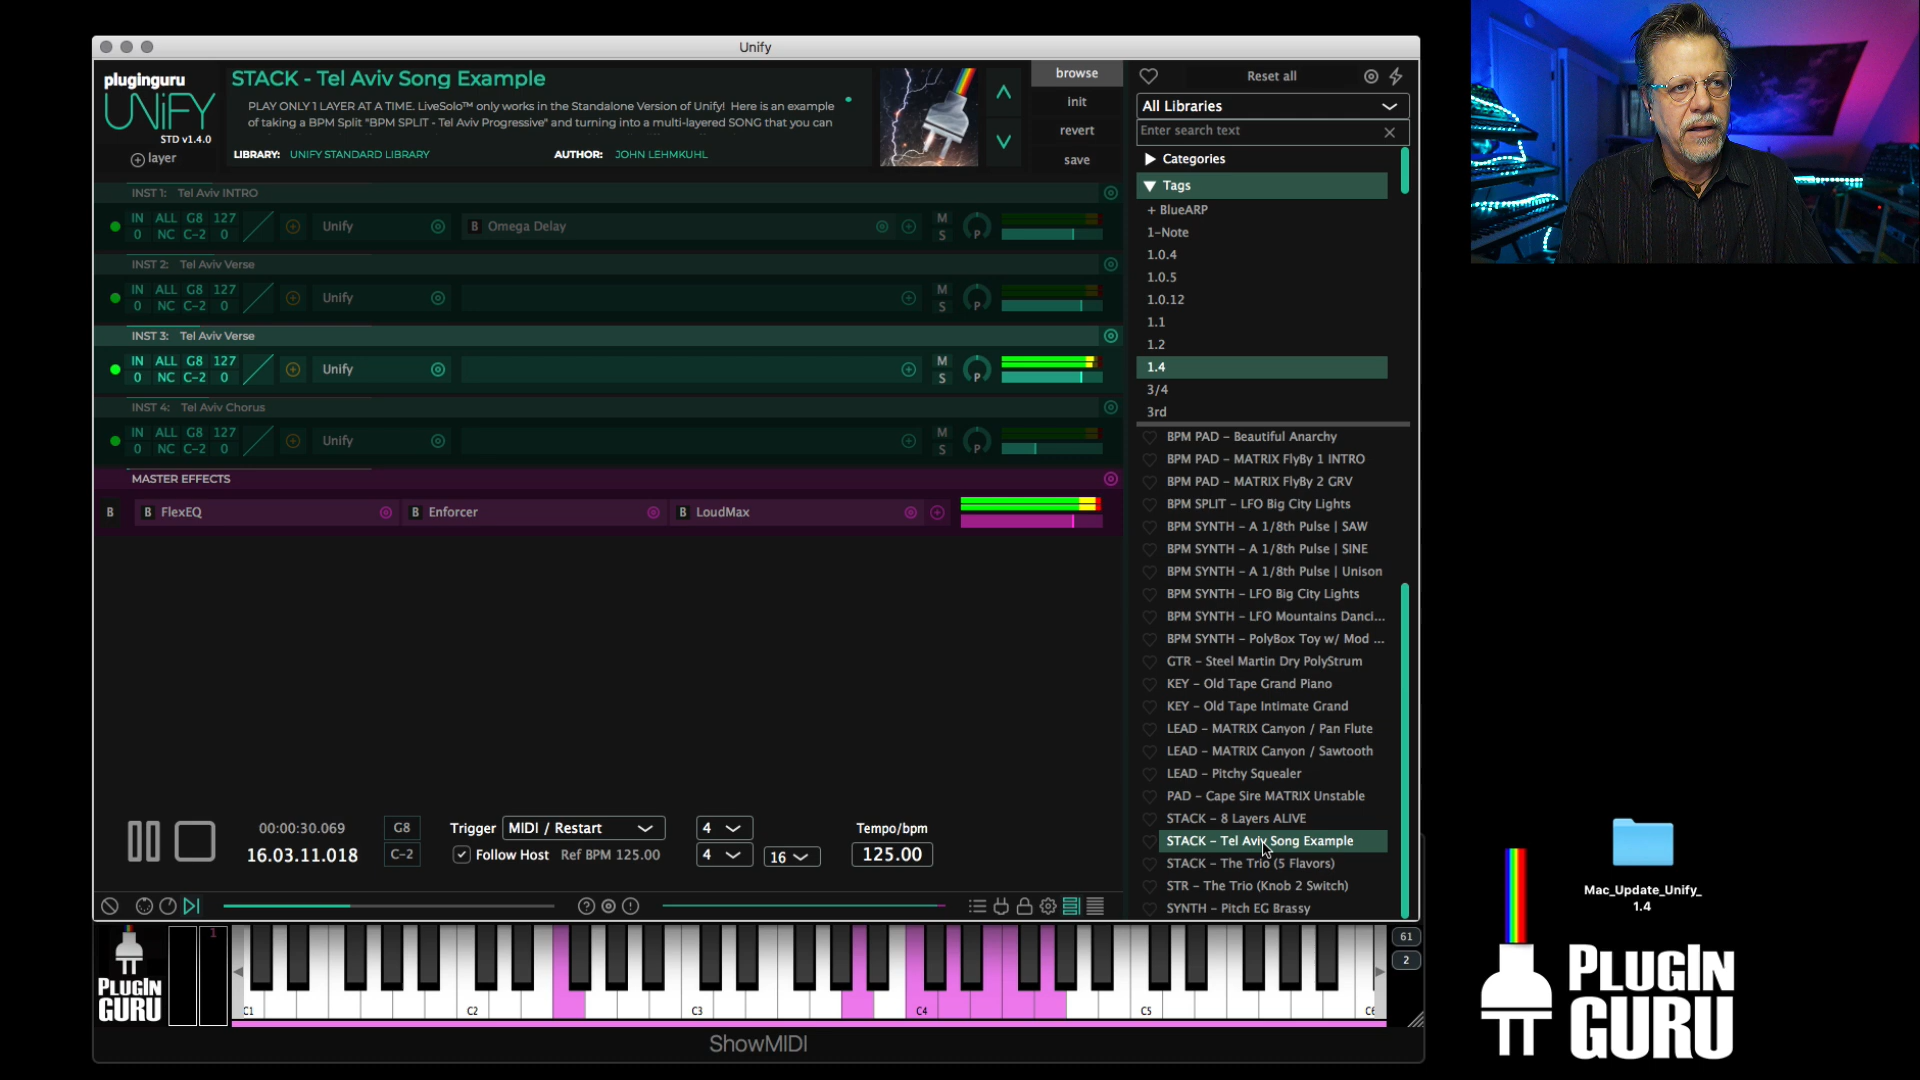 Unify
pluginguru
UNIFY
STD v1.4.0
layer
STACK - Tel Aviv Song Example
PLAY ONLY 1 LAYER AT A TIME. LiveSolo™ only works in the Standalone Version of Unify! Here is an example
of taking a BPM Split "BPM SPLIT - Tel Aviv Progressive" and turning into a multi-layered SONG that you can
LIBRARY: UNIFY STANDARD LIBRARY AUTHOR: JOHN LEHMKUHL
browse
init
revert
save
INST 1: Tel Aviv INTRO
IN ALL G8 127
0 NC C-2 0
Unify
B Omega Delay
M
S
P
INST 2: Tel Aviv Verse
IN ALL G8 127
0 NC C-2 0
Unify
M
S
P
INST 3: Tel Aviv Verse
IN ALL G8 127
0 NC C-2 0
Unify
M
S
P
INST 4: Tel Aviv Chorus
IN ALL G8 127
0 NC C-2 0
Unify
M
S
P
MASTER EFFECTS
B B FlexEQ B Enforcer B LoudMax
00:00:30.069
16.03.11.018
G8
C-2
Trigger MIDI / Restart
Follow Host Ref BPM 125.00
4
4
16
Tempo/bpm
125.00
Reset all
All Libraries
Enter search text
Categories
Tags
+ BlueARP
1-Note
1.0.4
1.0.5
1.0.12
1.1
1.2
1.4
3/4
3rd
BPM PAD - Beautiful Anarchy
BPM PAD - MATRIX FlyBy 1 INTRO
BPM PAD - MATRIX FlyBy 2 GRV
BPM SPLIT - LFO Big City Lights
BPM SYNTH - A 1/8th Pulse | SAW
BPM SYNTH - A 1/8th Pulse | SINE
BPM SYNTH - A 1/8th Pulse | Unison
BPM SYNTH - LFO Big City Lights
BPM SYNTH - LFO Mountains Danci...
BPM SYNTH - PolyBox Toy w/ Mod ...
GTR - Steel Martin Dry PolyStrum
KEY - Old Tape Grand Piano
KEY - Old Tape Intimate Grand
LEAD - MATRIX Canyon / Pan Flute
LEAD - MATRIX Canyon / Sawtooth
LEAD - Pitchy Squealer
PAD - Cape Sire MATRIX Unstable
STACK - 8 Layers ALIVE
STACK - Tel Aviv Song Example
STACK - The Trio (5 Flavors)
STR - The Trio (Knob 2 Switch)
SYNTH - Pitch EG Brassy
1
PLUGIN
GURU
C1
C2
C3
C4
C5
C6
61
2
ShowMIDI
Mac_Update_Unify_
1.4
PLUGIN
GURU